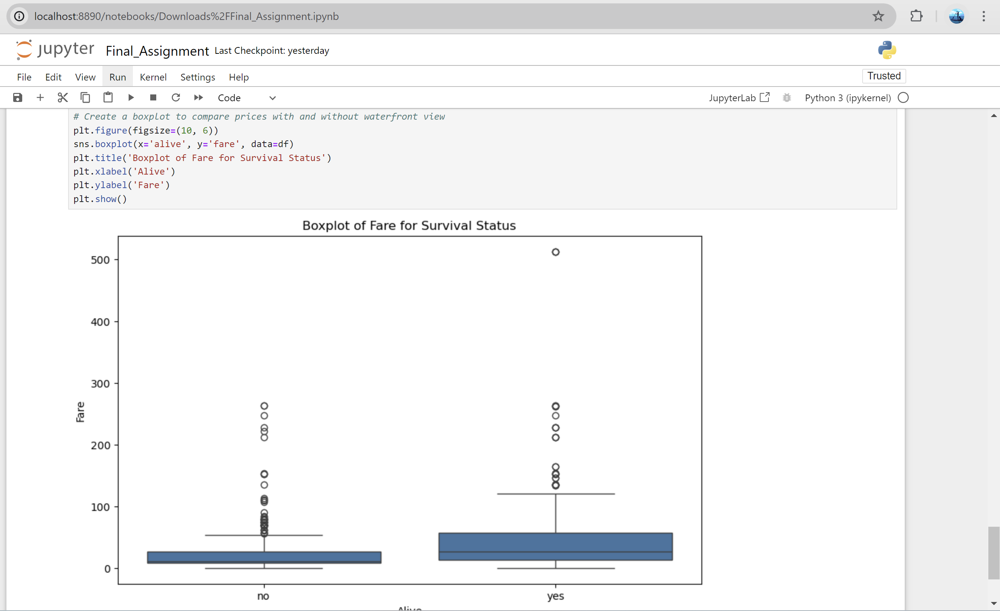 localhost:8890/notebooks/Downloads%2FFinal_Assignment.ipynb
jupyter Final_Assignment Last Checkpoint: yesterday
File Edit View Run Kernel Settings Help Trusted
Code JupyterLab Python 3 (ipykernel)
# Create a boxplot to compare prices with and without waterfront view
plt.figure(figsize=(10, 6))
sns.boxplot(x='alive', y='fare', data=df)
plt.title('Boxplot of Fare for Survival Status')
plt.xlabel('Alive')
plt.ylabel('Fare')
plt.show()
Boxplot of Fare for Survival Status
500
400
300
Fare
200
100
0
no yes
Alive